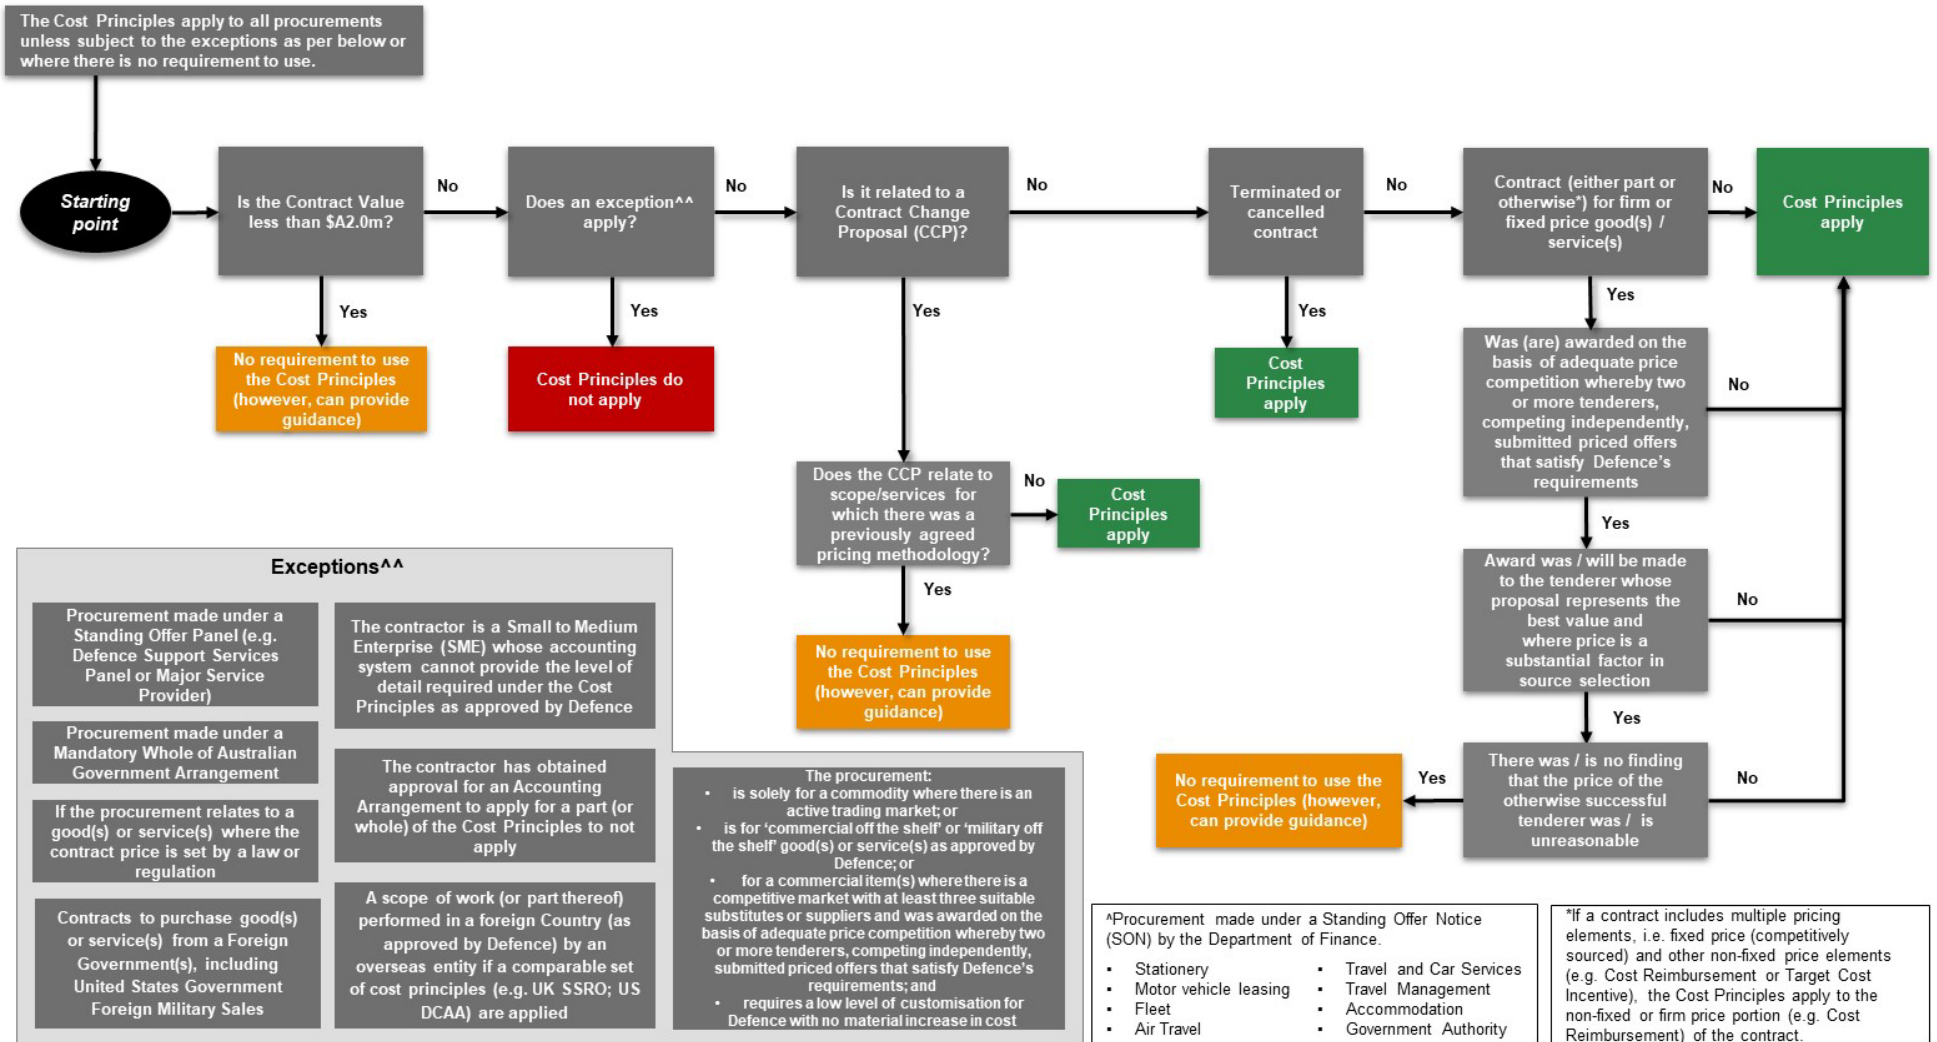 The Cost Principles apply to all procurements
unless subject to the exceptions as per below or
where there is no requirement to use.
Starting
point
Is the Contract Value
less than $A2.0m?
No
Yes
No requirement to use
the Cost Principles
(however, can provide
guidance)
Does an exception^^
apply?
No
Yes
Cost Principles do
not apply
Is it related to a
Contract Change
Proposal (CCP)?
No
Yes
Does the CCP relate to
scope/services for
which there was a
previously agreed
pricing methodology?
No
Cost
Principles
apply
Yes
No requirement to use
the Cost Principles
(however, can provide
guidance)
Terminated or
cancelled
contract
No
Yes
Cost
Principles
apply
Contract (either part or
otherwise*) for firm or
fixed price good(s) /
service(s)
No
Cost Principles
apply
Yes
Was (are) awarded on the
basis of adequate price
competition whereby two
or more tenderers,
competing independently,
submitted priced offers
that satisfy Defence's
requirements
No
Yes
Award was / will be made
to the tenderer whose
proposal represents the
best value and
where price is a
substantial factor in
source selection
No
Yes
There was / is no finding
that the price of the
otherwise successful
tenderer was / is
unreasonable
No
Yes
No requirement to use the
Cost Principles (however,
can provide guidance)
Exceptions^^
Procurement made under a
Standing Offer Panel (e.g.
Defence Support Services
Panel or Major Service
Provider)
Procurement made under a
Mandatory Whole of Australian
Government Arrangement
If the procurement relates to a
good(s) or service(s) where the
contract price is set by a law or
regulation
Contracts to purchase good(s)
or service(s) from a Foreign
Government(s), including
United States Government
Foreign Military Sales
The contractor is a Small to Medium
Enterprise (SME) whose accounting
system cannot provide the level of
detail required under the Cost
Principles as approved by Defence
The contractor has obtained
approval for an Accounting
Arrangement to apply for a part (or
whole) of the Cost Principles to not
apply
A scope of work (or part thereof)
performed in a foreign Country (as
approved by Defence) by an
overseas entity if a comparable set
of cost principles (e.g. UK SSRO; US
DCAA) are applied
The procurement:
• is solely for a commodity where there is an
active trading market; or
• is for 'commercial off the shelf' or 'military off
the shelf' good(s) or service(s) as approved by
Defence; or
• for a commercial item(s) where there is a
competitive market with at least three suitable
substitutes or suppliers and was awarded on the
basis of adequate price competition whereby two
or more tenderers, competing independently,
submitted priced offers that satisfy Defence's
requirements; and
• requires a low level of customisation for
Defence with no material increase in cost
^Procurement made under a Standing Offer Notice
(SON) by the Department of Finance.
▪ Stationery
▪ Motor vehicle leasing
▪ Fleet
▪ Air Travel
▪ Travel and Car Services
▪ Travel Management
▪ Accommodation
▪ Government Authority
*If a contract includes multiple pricing
elements, i.e. fixed price (competitively
sourced) and other non-fixed price elements
(e.g. Cost Reimbursement or Target Cost
Incentive), the Cost Principles apply to the
non-fixed or firm price portion (e.g. Cost
Reimbursement) of the contract.